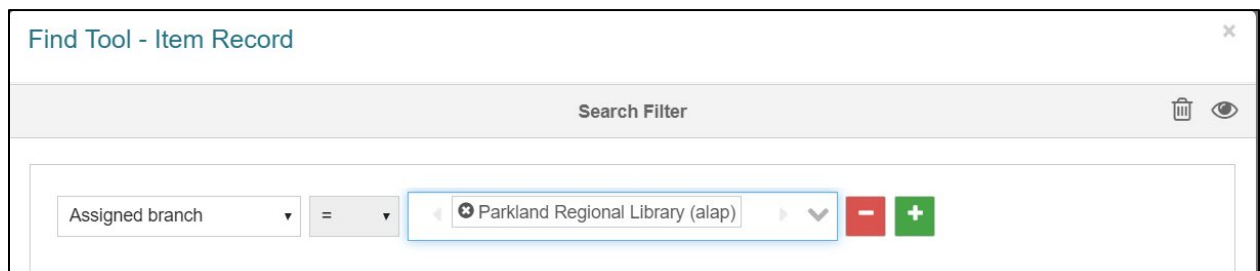 Find Tool - Item Record
Search Filter
Assigned branch = Parkland Regional Library (alap)